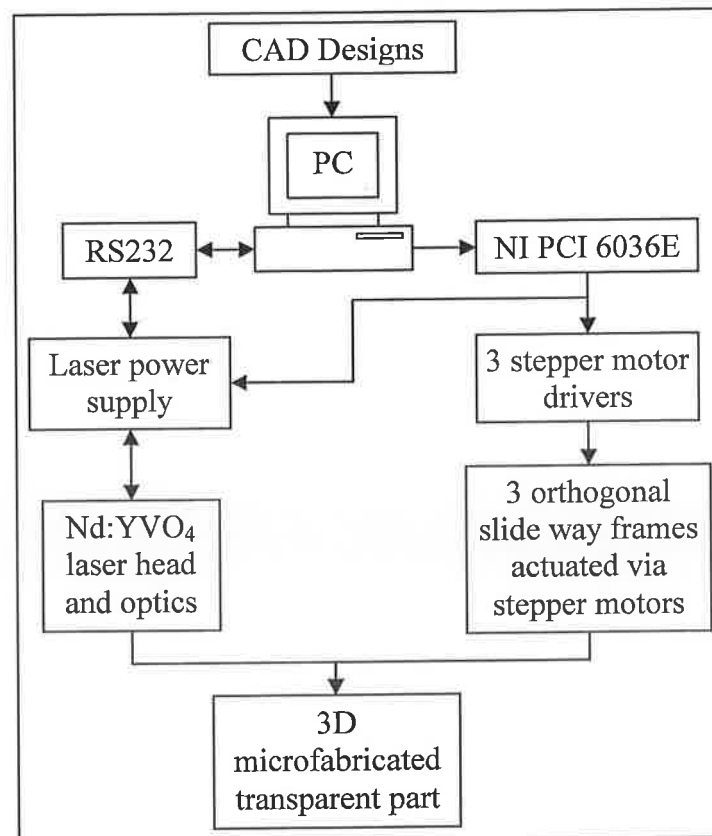 CAD Designs
PC
RS232
NI PCI 6036E
Laser power
supply
3 stepper motor
drivers
Nd:YVO₄
laser head
and optics
3 orthogonal
slide way frames
actuated via
stepper motors
3D
microfabricated
transparent part